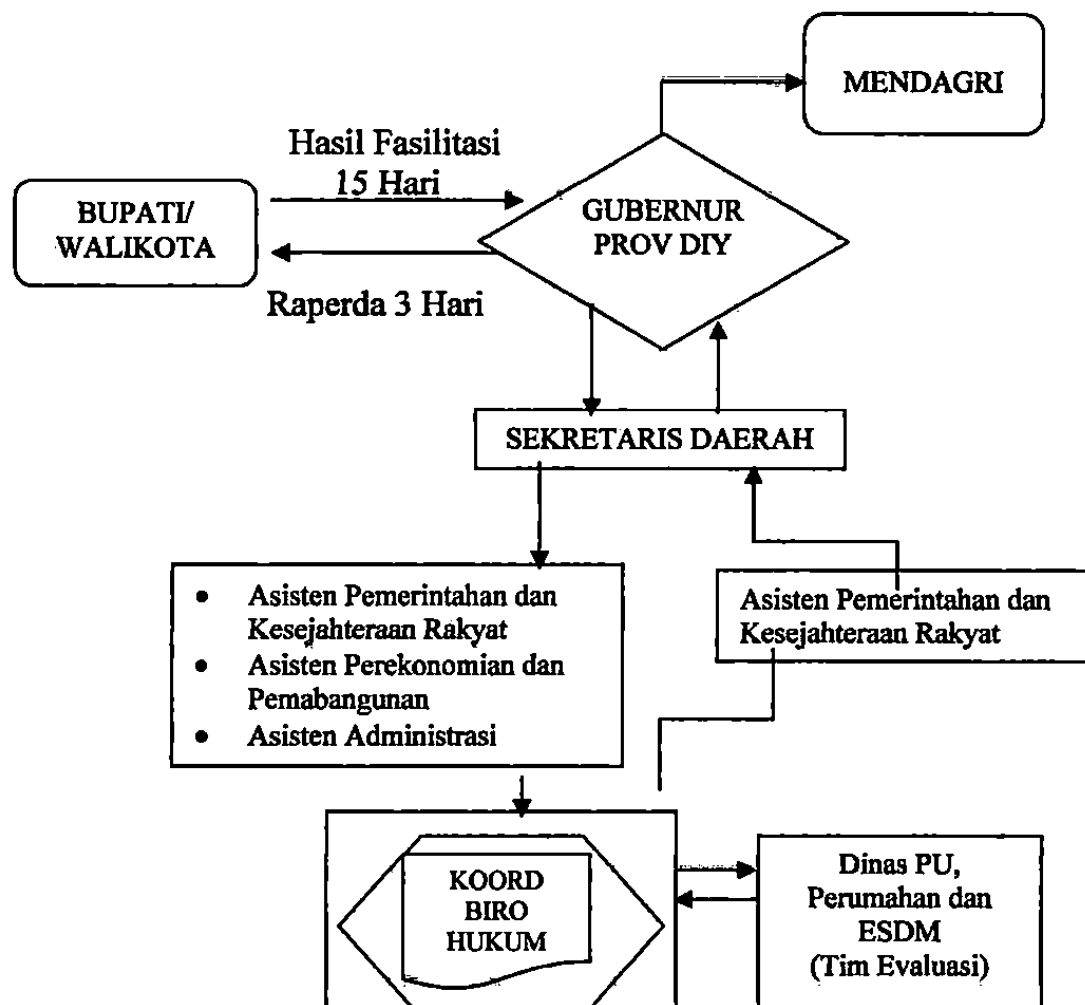 MENDAGRI
Hasil Fasilitasi
15 Hari
BUPATI/
WALIKOTA
GUBERNUR
PROV DIY
Raperda 3 Hari
SEKRETARIS DAERAH
• Asisten Pemerintahan dan
Kesejahteraan Rakyat
• Asisten Perekonomian dan
Pemabangunan
• Asisten Administrasi
Asisten Pemerintahan dan
Kesejahteraan Rakyat
KOORD
BIRO
HUKUM
Dinas PU,
Perumahan dan
ESDM
(Tim Evaluasi)